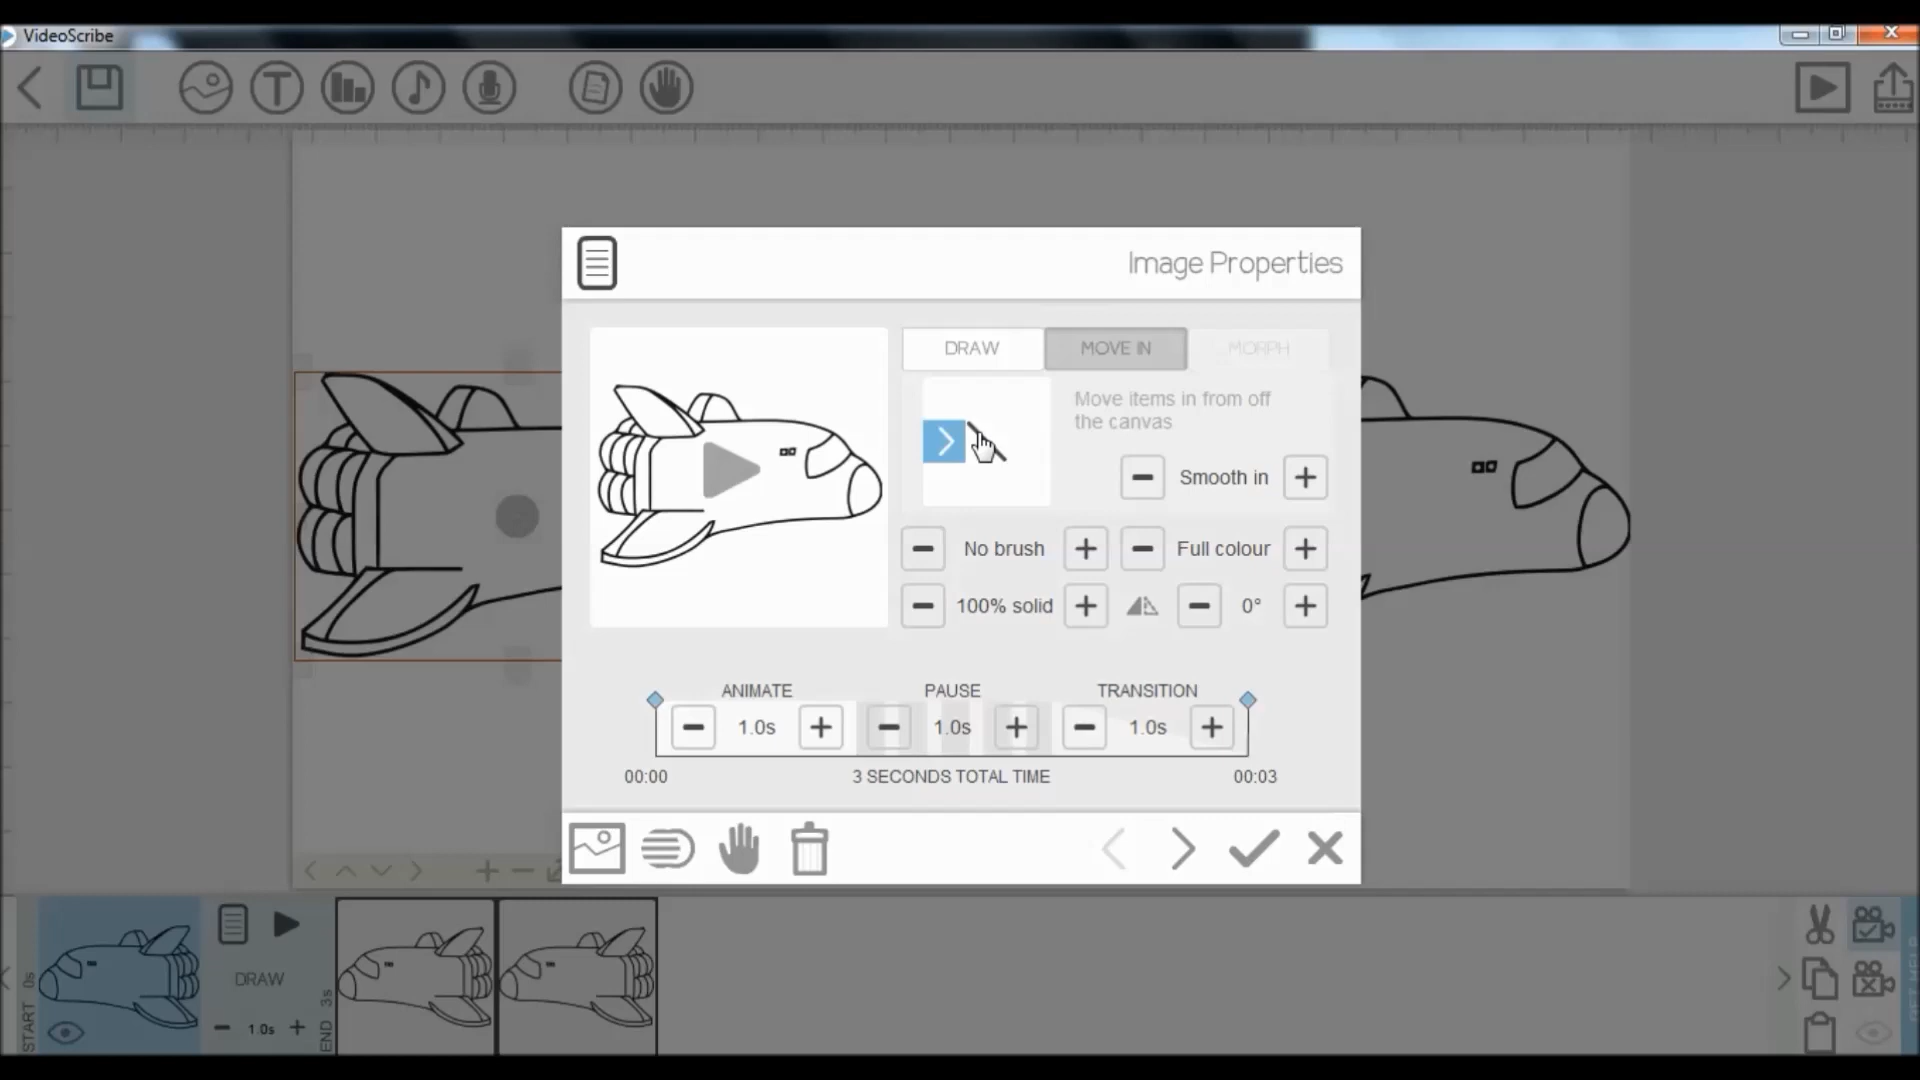 VideoScribe
Image Properties
DRAW
MOVE IN
MORPH
Move items in from off
the canvas
Smooth in
No brush
Full colour
100% solid
0°
ANIMATE
PAUSE
TRANSITION
1.0s
1.0s
1.0s
00:00
3 SECONDS TOTAL TIME
00:03
START 0s
DRAW
1.0s
END 3s